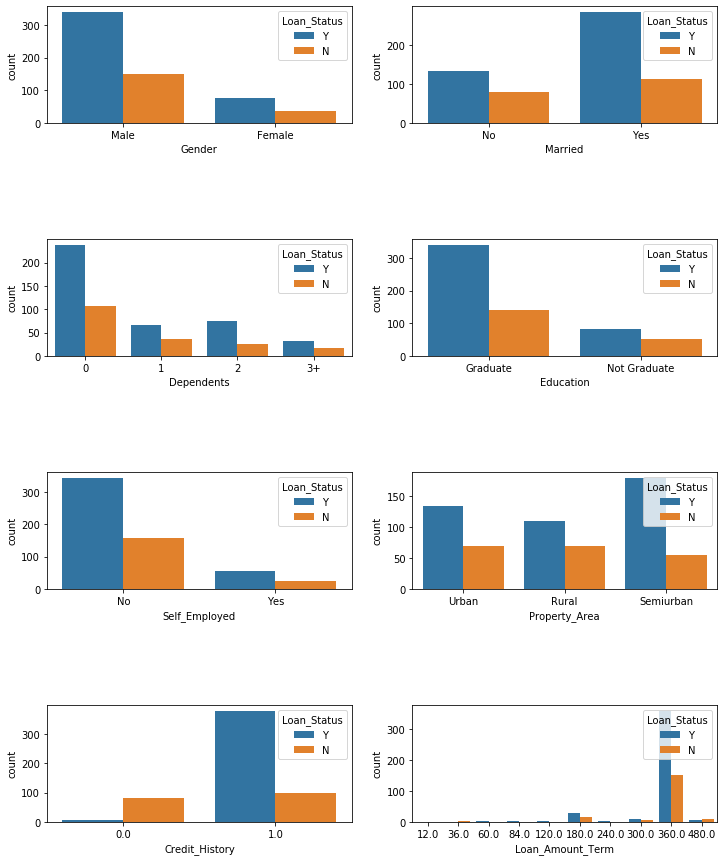 Loan_Status
Y
N
count
300
200
100
0
Male Female
Gender
Loan_Status
Y
N
count
200
100
0
No Yes
Married
Loan_Status
Y
N
count
200
150
100
50
0
0 1 2 3+
Dependents
Loan_Status
Y
N
count
300
200
100
0
Graduate Not Graduate
Education
Loan_Status
Y
N
count
300
200
100
0
No Yes
Self_Employed
Loan_Status
Y
N
count
150
100
50
0
Urban Rural Semiurban
Property_Area
Loan_Status
Y
N
count
300
200
100
0
0.0 1.0
Credit_History
Loan_Status
Y
N
count
300
200
100
0
12.0 36.0 60.0 84.0 120.0 180.0 240.0 300.0 360.0 480.0
Loan_Amount_Term